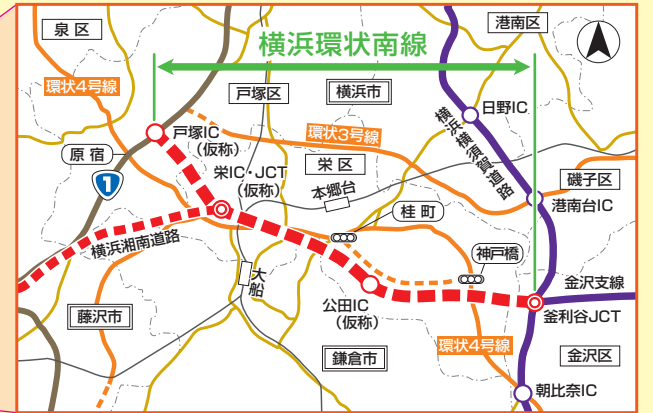 横浜環状南線
泉 区
港南区
環状4号線
戸塚区
横浜市
日野IC
戸塚IC
（仮称）
環状3号線
横浜横須賀道路
原 宿
1
栄IC・JCT
（仮称）
栄 区
本郷台
磯子区
港南台IC
桂 町
横浜湘南道路
神戸橋
大船
金沢支線
公田IC
（仮称）
釜利谷JCT
藤沢市
環状4号線
鎌倉市
金沢区
朝比奈IC